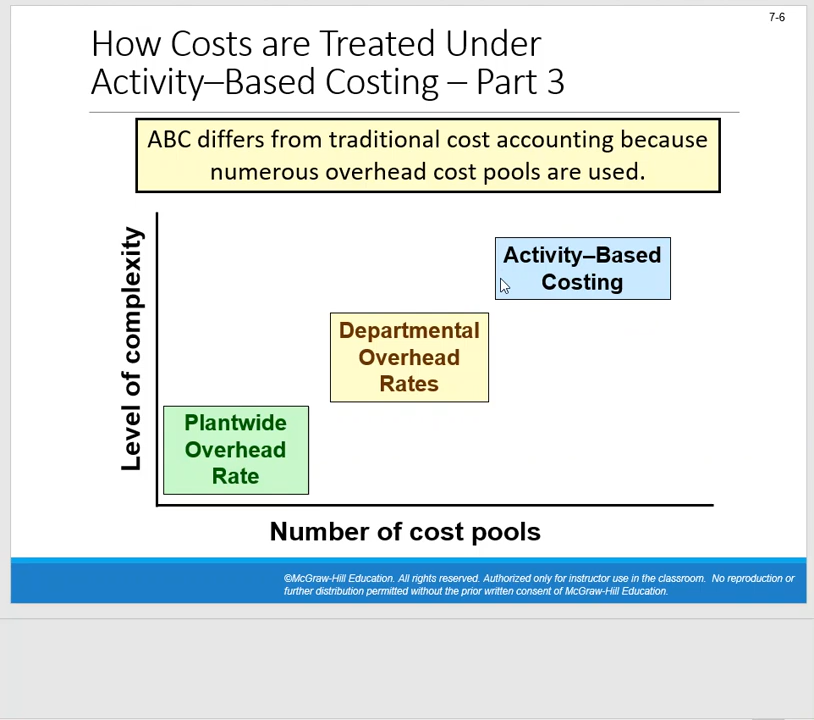 7-6
How Costs are Treated Under
Activity–Based Costing – Part 3
ABC differs from traditional cost accounting because
numerous overhead cost pools are used.
Level of complexity
Activity–Based
Costing
Departmental
Overhead
Rates
Plantwide
Overhead
Rate
Number of cost pools
©McGraw-Hill Education. All rights reserved. Authorized only for instructor use in the classroom. No reproduction or
further distribution permitted without the prior written consent of McGraw-Hill Education.